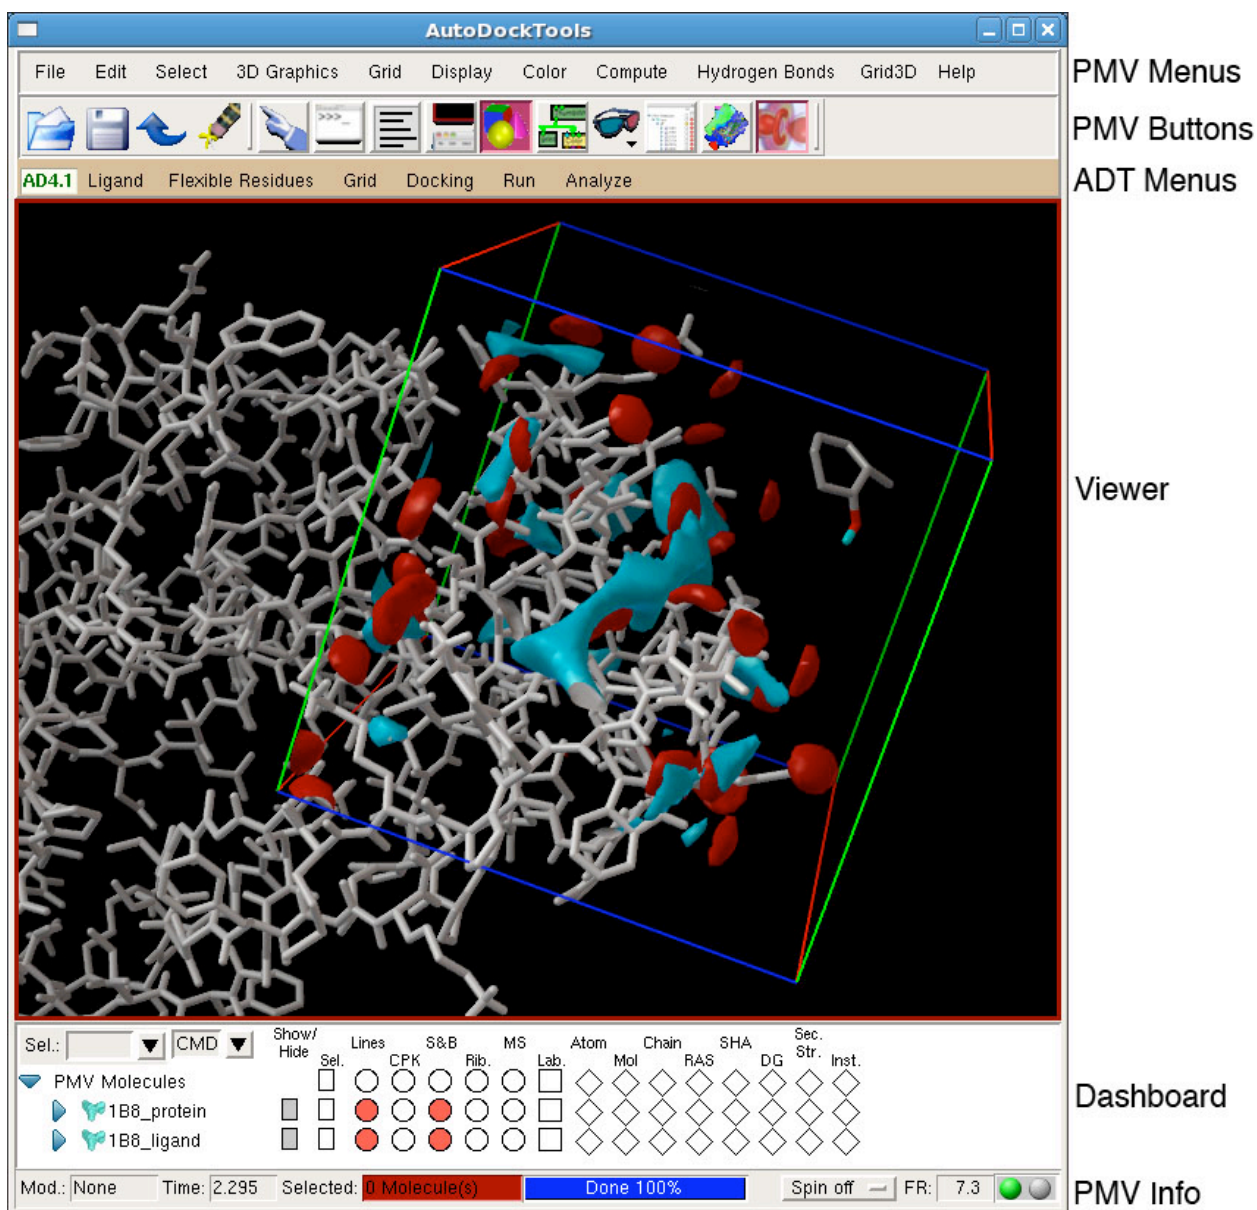 AutoDockTools
File Edit Select 3D Graphics Grid Display Color Compute Hydrogen Bonds Grid3D Help
PMV Menus
>>>_
PMV Buttons
AD4.1 Ligand Flexible Residues Grid Docking Run Analyze
ADT Menus
Viewer
Sel.: CMD Show/ Hide Sel. Lines CPK S&B Rib. MS Lab. Atom Mol Chain RAS SHA DG Sec. Str. Inst.
PMV Molecules
1B8_protein
Dashboard
1B8_ligand
Mod.: None Time: 2.295 Selected: 0 Molecule(s) Done 100% Spin off FR: 7.3
PMV Info